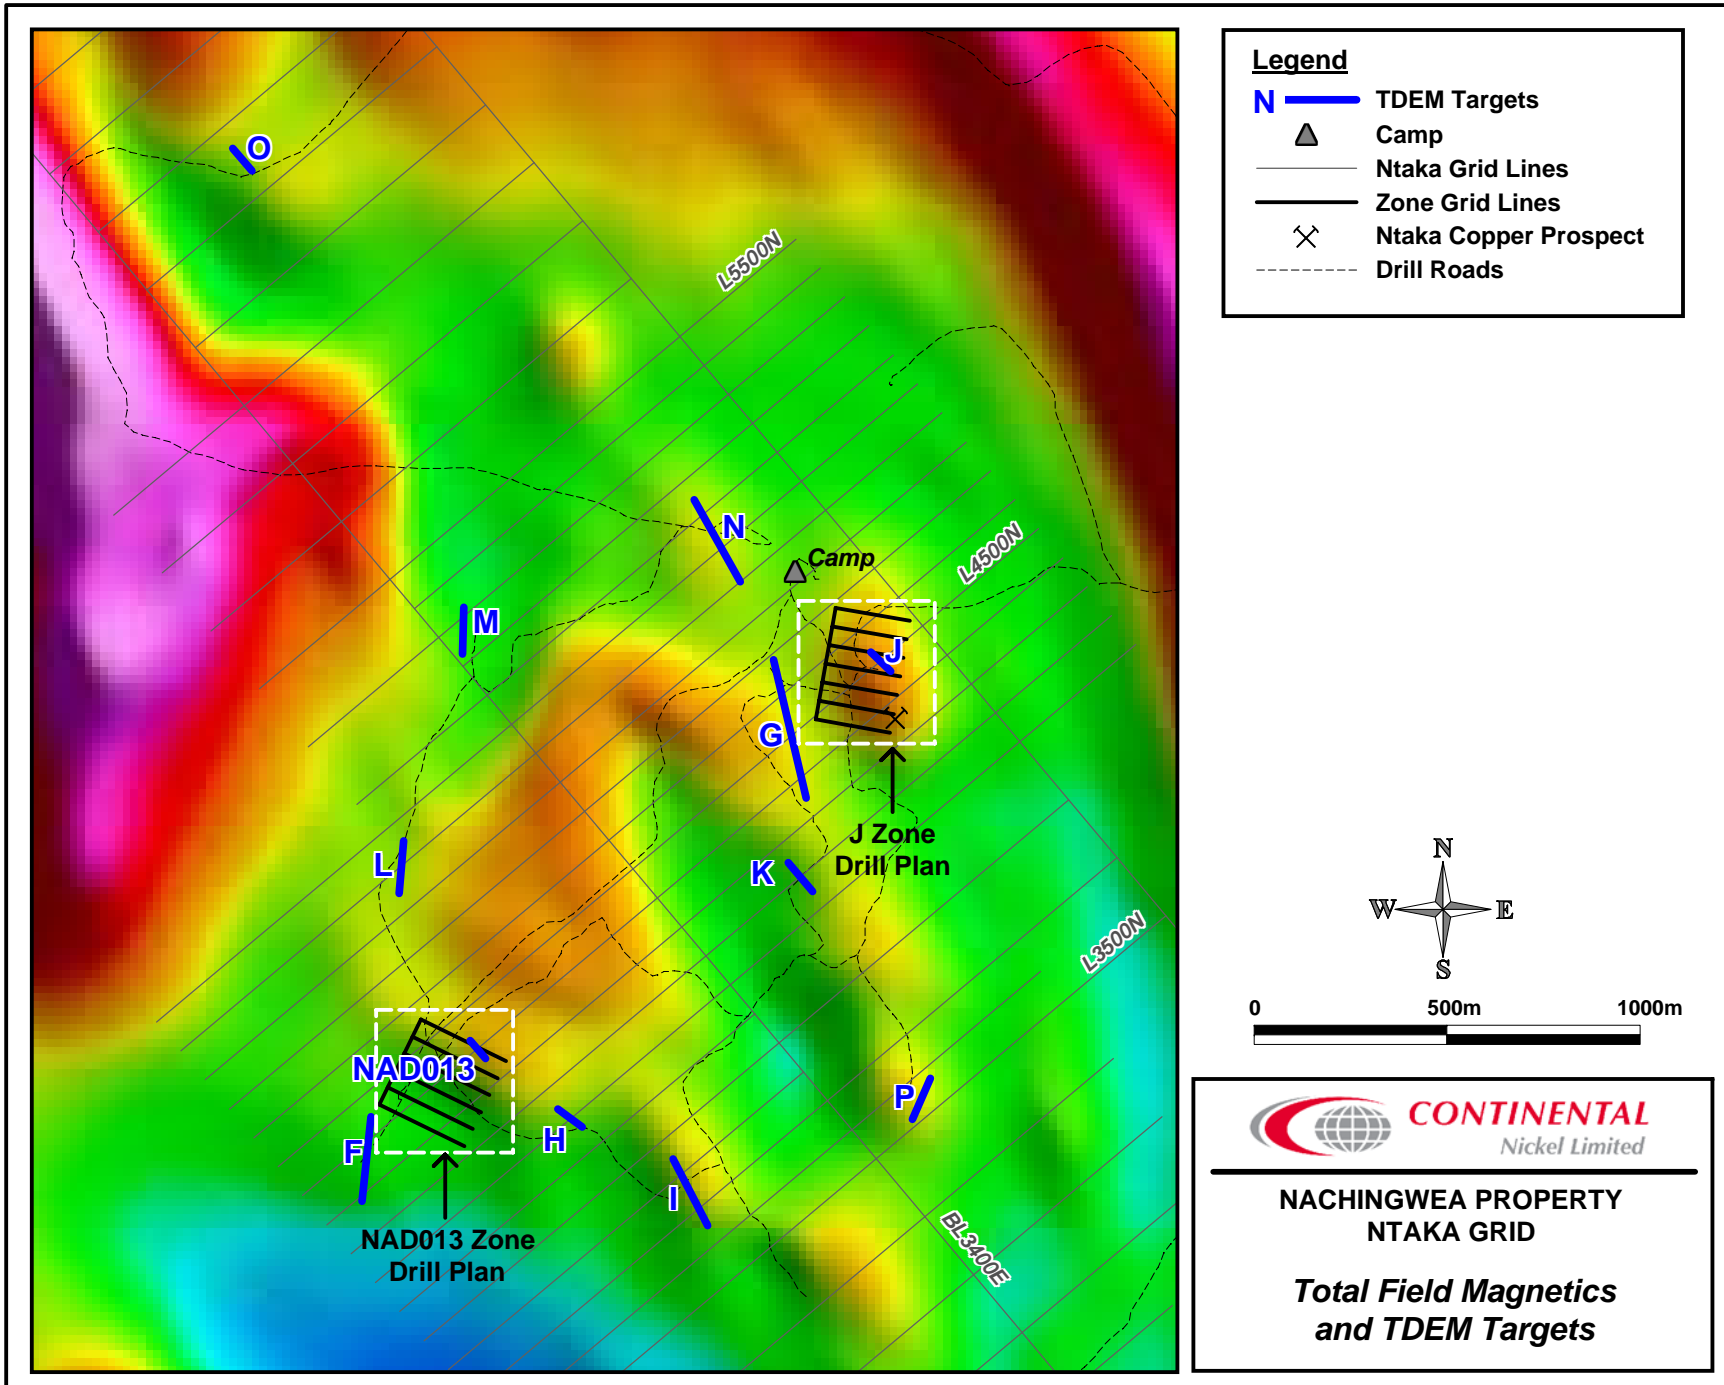 O
L5500N
N
Camp
L4500N
M
J
G
J Zone
Drill Plan
L
K
L3500N
NAD013
P
F
H
I
NAD013 Zone
Drill Plan
BL3400E
Legend
N TDEM Targets
Camp
Ntaka Grid Lines
Zone Grid Lines
Ntaka Copper Prospect
Drill Roads
N
W E
S
0 500m 1000m
CONTINENTAL
Nickel Limited
NACHINGWEA PROPERTY
NTAKA GRID
Total Field Magnetics
and TDEM Targets